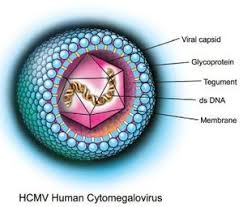 Viral capsid
Glycoprotein
Tegument
ds DNA
Membrane
HCMV Human Cytomegalovirus